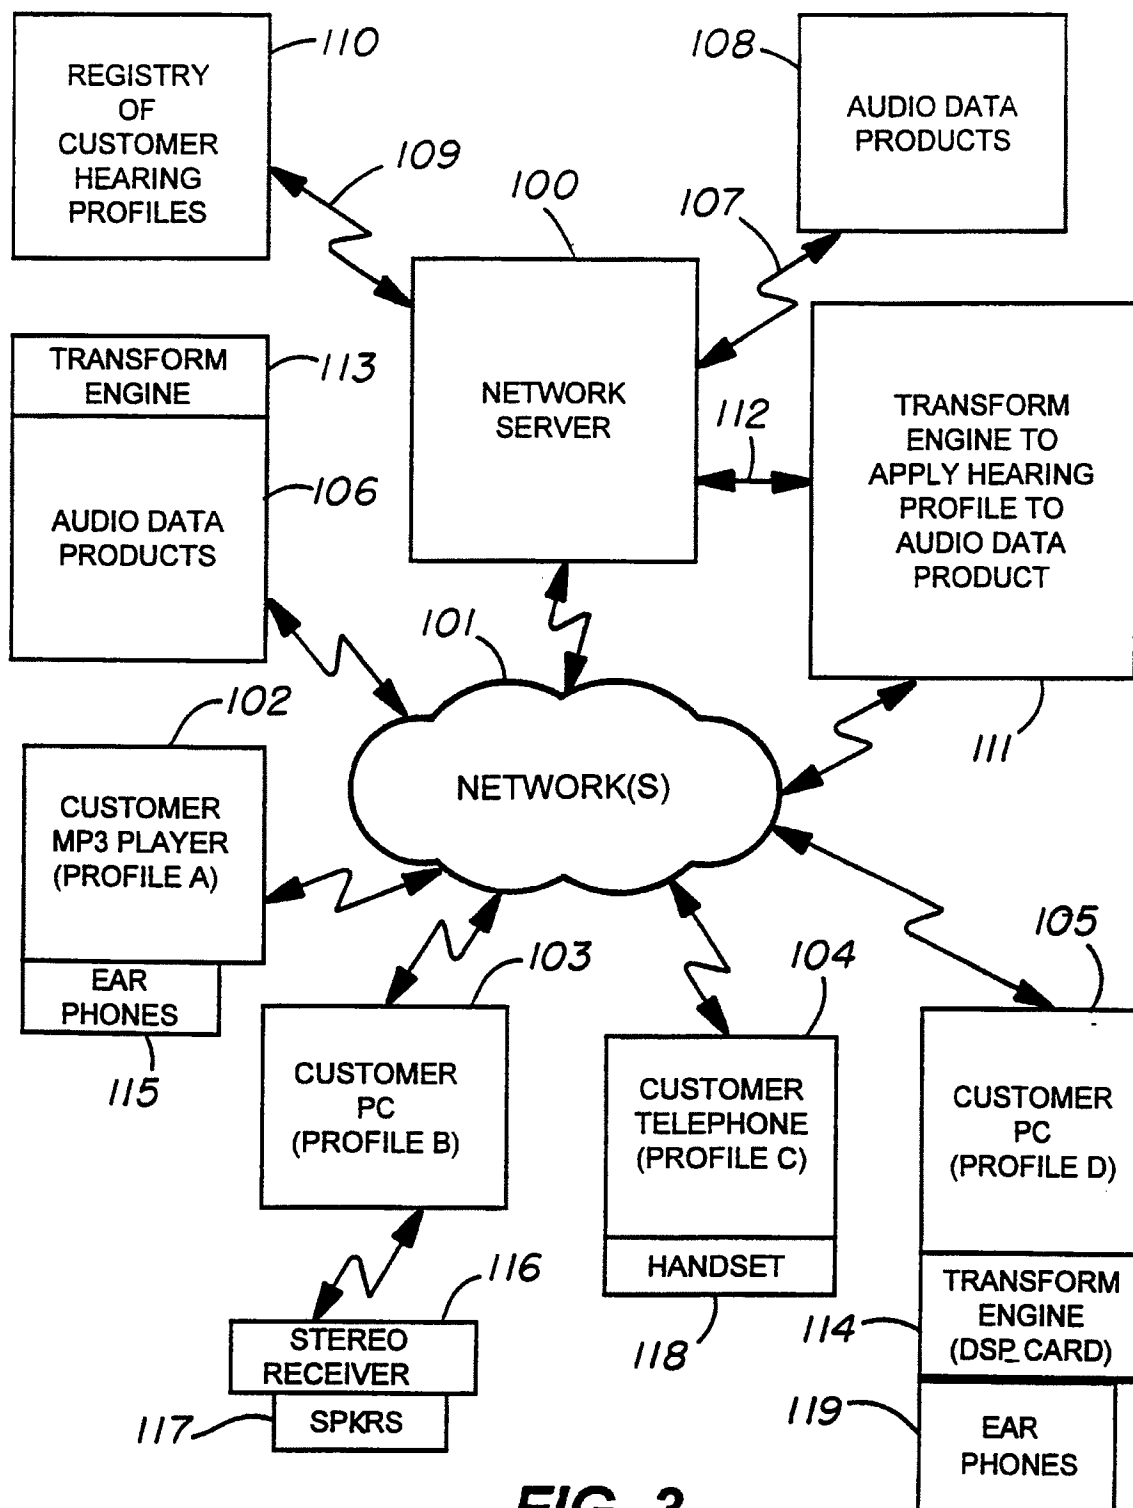 110
REGISTRY
OF
CUSTOMER
HEARING
PROFILES
109
100
108
AUDIO DATA
PRODUCTS
107
NETWORK
SERVER
112
TRANSFORM
ENGINE TO
APPLY HEARING
PROFILE TO
AUDIO DATA
PRODUCT
111
TRANSFORM
ENGINE
113
106
AUDIO DATA
PRODUCTS
101
NETWORK(S)
102
CUSTOMER
MP3 PLAYER
(PROFILE A)
EAR
PHONES
115
103
CUSTOMER
PC
(PROFILE B)
116
STEREO
RECEIVER
117
SPKRS
104
CUSTOMER
TELEPHONE
(PROFILE C)
HANDSET
118
105
CUSTOMER
PC
(PROFILE D)
TRANSFORM
ENGINE
(DSP CARD)
114
119
EAR
PHONES
FIG.